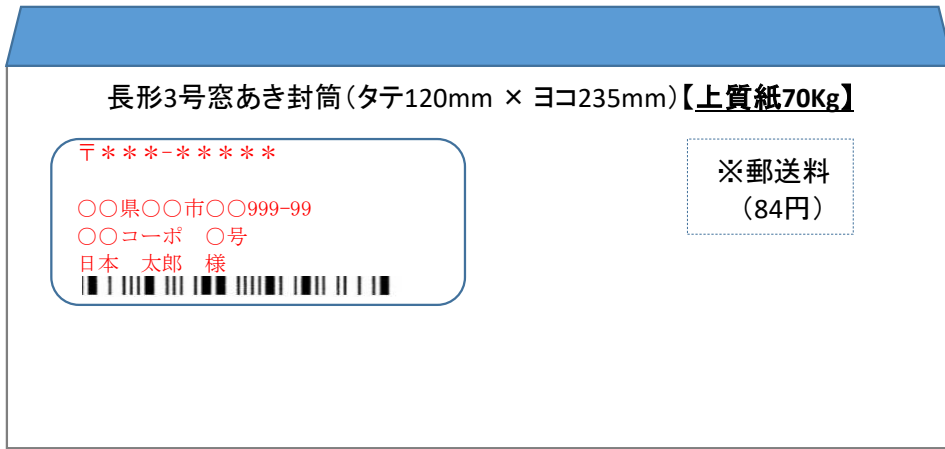 長形3号窓あき封筒（タテ120mm × ヨコ235mm）【上質紙70Kg】
〒＊＊＊-＊＊＊＊＊
○○県○○市○○999-99
○○コーポ　○号
日本　太郎　様
※郵送料
（84円）